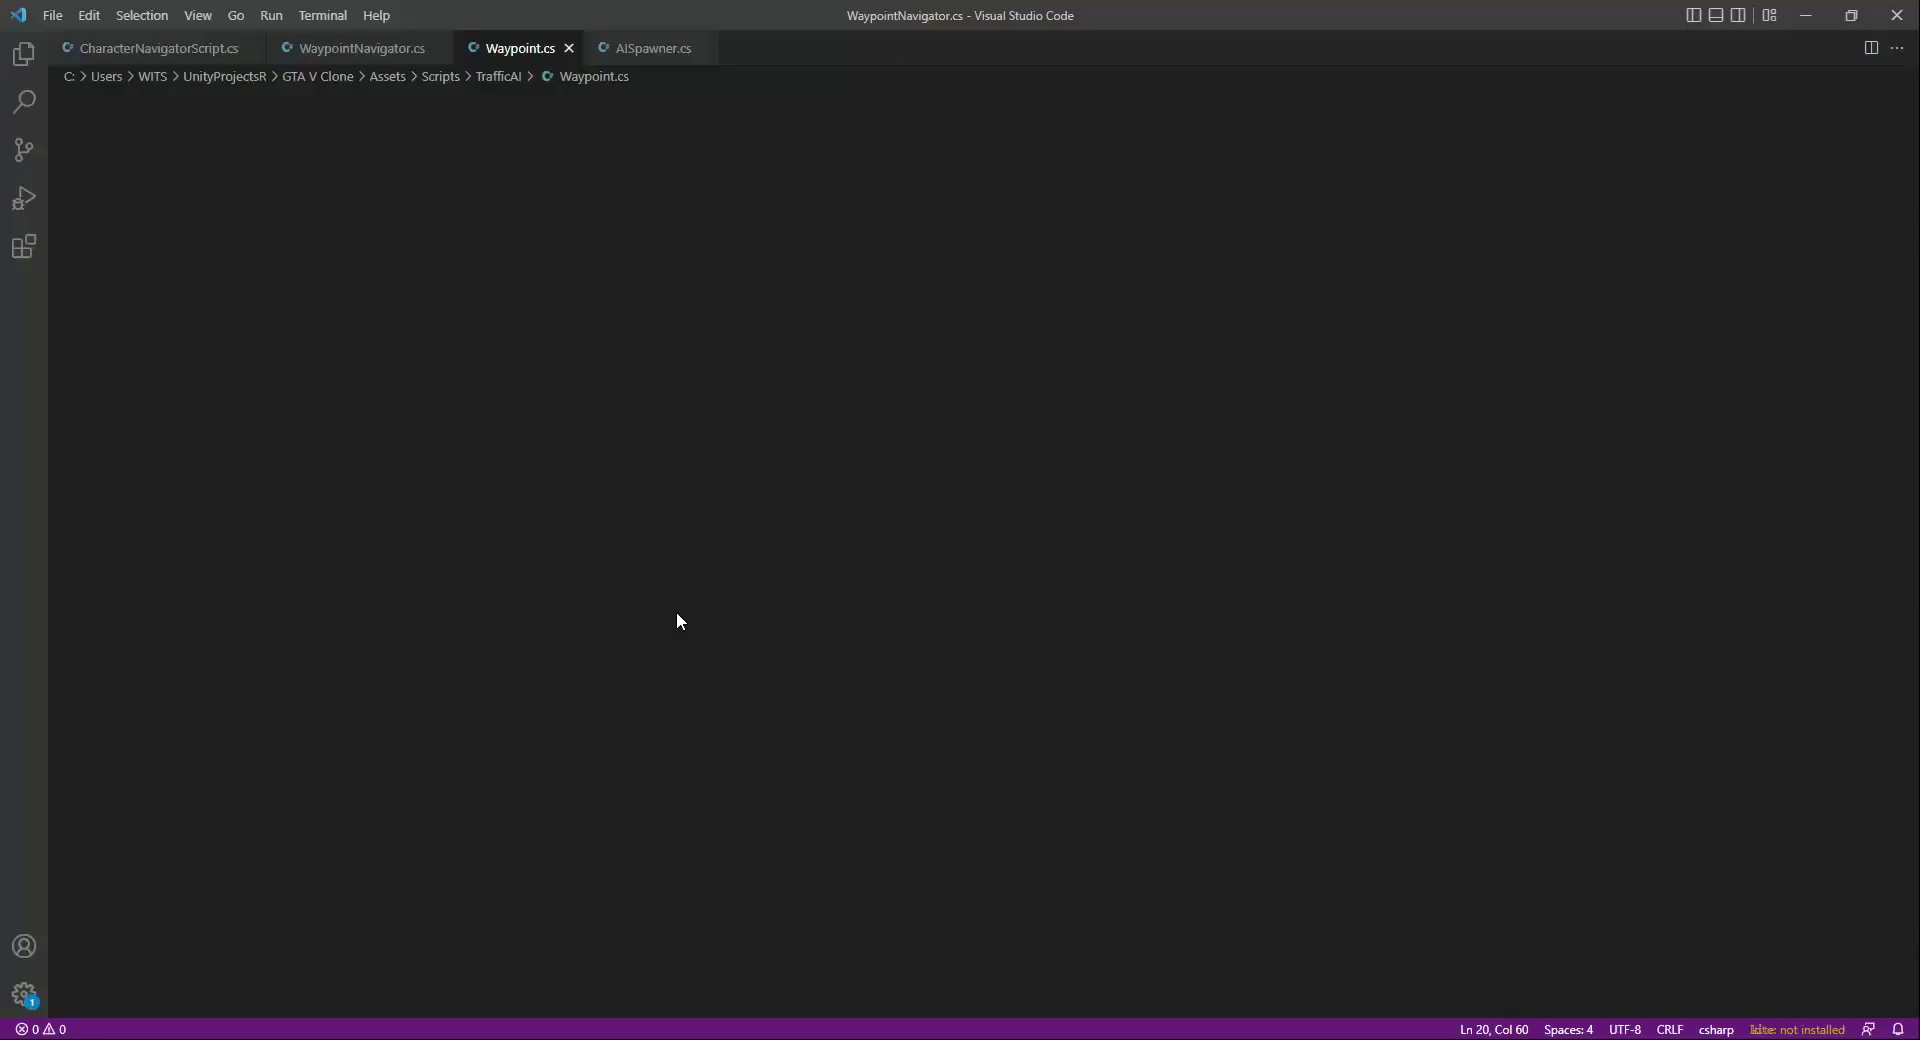 File Edit Selection View Go Run Terminal Help
WaypointNavigator.cs - Visual Studio Code
CharacterNavigatorScript.cs WaypointNavigator.cs Waypoint.cs AISpawner.cs
C: > Users > WITS > UnityProjectsR > GTA V Clone > Assets > Scripts > TrafficAI > Waypoint.cs
1
0 0
Ln 20, Col 60 Spaces: 4 UTF-8 CRLF csharp kite: not installed